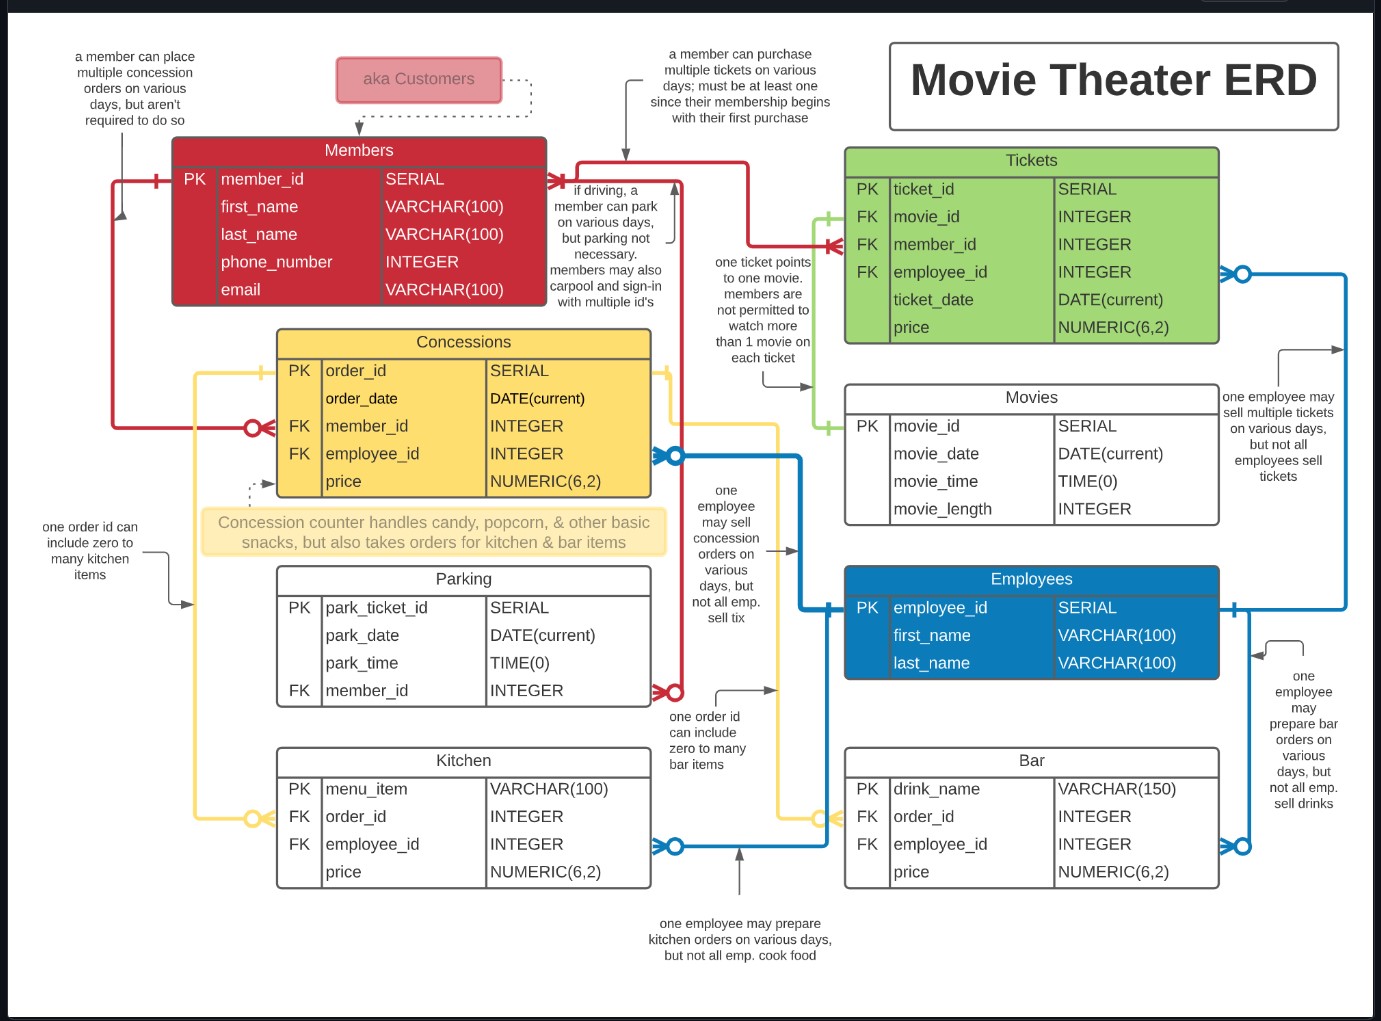 a member can place
multiple concession
orders on various
days, but aren't
required to do so
aka Customers
a member can purchase
multiple tickets on various
days; must be at least one
since their membership begins
with their first purchase
Movie Theater ERD
Members
PK member_id SERIAL
first_name VARCHAR(100)
last_name VARCHAR(100)
phone_number INTEGER
email VARCHAR(100)
if driving, a
member can park
on various days,
but parking not
necessary.
members may also
carpool and sign-in
with multiple id's
Tickets
PK ticket_id SERIAL
FK movie_id INTEGER
FK member_id INTEGER
FK employee_id INTEGER
ticket_date DATE(current)
price NUMERIC(6,2)
one ticket points
to one movie.
members are
not permitted to
watch more
than 1 movie on
each ticket
Concessions
PK order_id SERIAL
order_date DATE(current)
FK member_id INTEGER
FK employee_id INTEGER
price NUMERIC(6,2)
Concession counter handles candy, popcorn, & other basic
snacks, but also takes orders for kitchen & bar items
Movies
PK movie_id SERIAL
movie_date DATE(current)
movie_time TIME(0)
movie_length INTEGER
one employee may
sell multiple tickets
on various days,
but not all
employees sell
tickets
one order id can
include zero to
many kitchen
items
one
employee
may sell
concession
orders on
various
days, but
not all emp.
sell tix
Parking
PK park_ticket_id SERIAL
park_date DATE(current)
park_time TIME(0)
FK member_id INTEGER
Employees
PK employee_id SERIAL
first_name VARCHAR(100)
last_name VARCHAR(100)
one order id
can include
zero to many
bar items
one
employee
may
prepare bar
orders on
various
days, but
not all emp.
sell drinks
Kitchen
PK menu_item VARCHAR(100)
FK order_id INTEGER
FK employee_id INTEGER
price NUMERIC(6,2)
Bar
PK drink_name VARCHAR(150)
FK order_id INTEGER
FK employee_id INTEGER
price NUMERIC(6,2)
one employee may prepare
kitchen orders on various days,
but not all emp. cook food